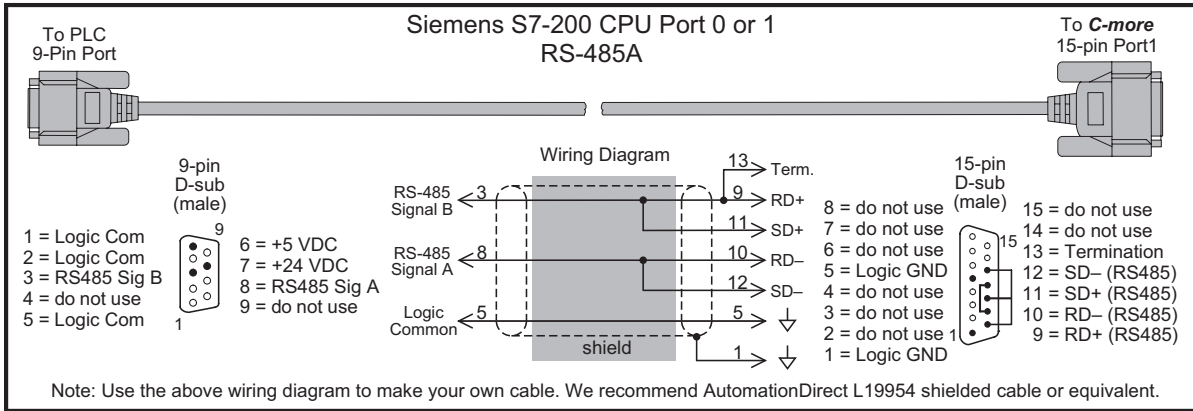 Siemens S7-200 CPU Port 0 or 1
RS-485A
To PLC
9-Pin Port
To C-more
15-pin Port1
9-pin
D-sub
(male)
9
1
1 = Logic Com
2 = Logic Com
3 = RS485 Sig B
4 = do not use
5 = Logic Com
6 = +5 VDC
7 = +24 VDC
8 = RS485 Sig A
9 = do not use
Wiring Diagram
13 Term.
RS-485
Signal B
3
9 RD+
11 SD+
RS-485
Signal A
8
10 RD–
12 SD–
Logic
Common
5
5
shield
1
8 = do not use
7 = do not use
6 = do not use
5 = Logic GND
4 = do not use
3 = do not use
2 = do not use
1 = Logic GND
15-pin
D-sub
(male)
15
1
15 = do not use
14 = do not use
13 = Termination
12 = SD– (RS485)
11 = SD+ (RS485)
10 = RD– (RS485)
9 = RD+ (RS485)
Note: Use the above wiring diagram to make your own cable. We recommend AutomationDirect L19954 shielded cable or equivalent.